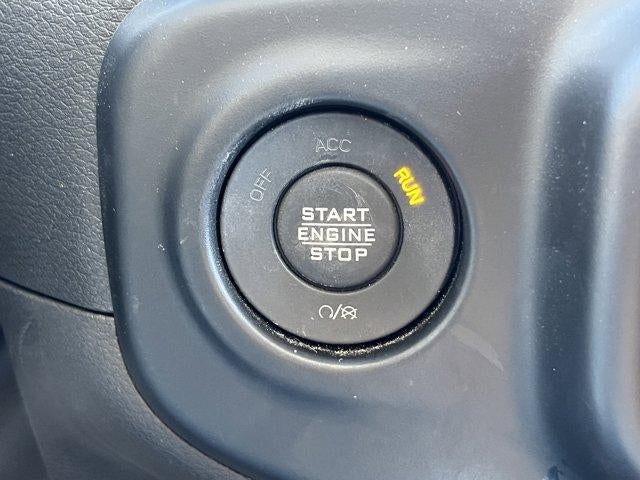 OFF
ACC
RUN
START
ENGINE
STOP